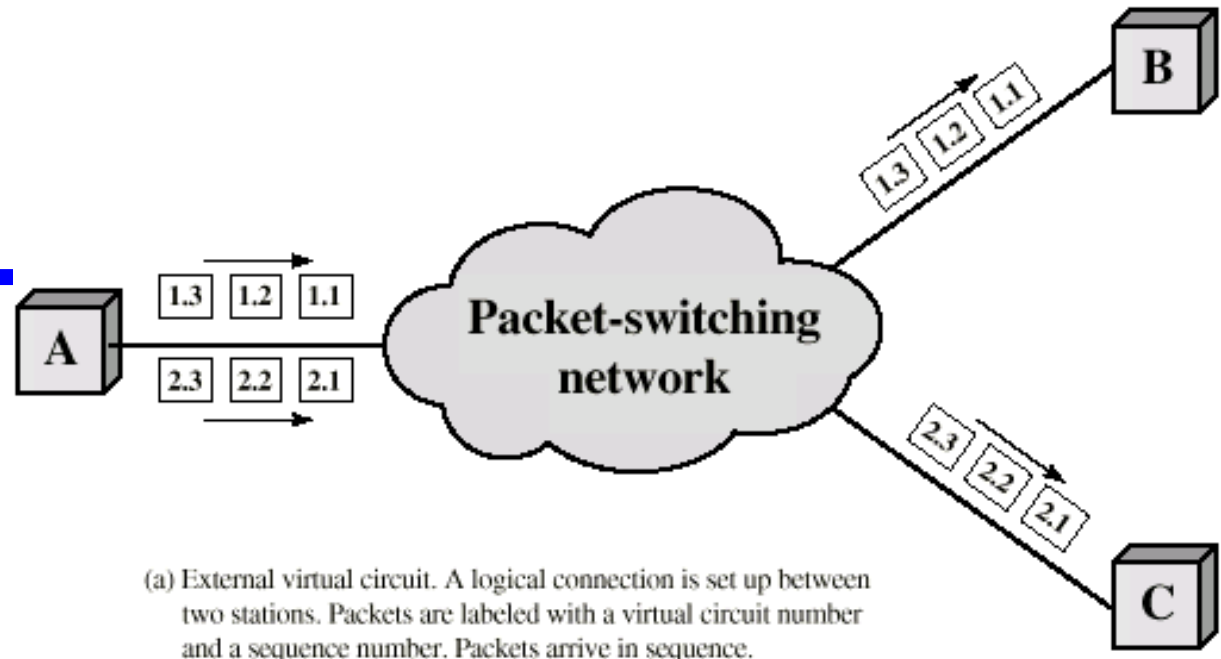 B
1.3 1.2 1.1
1.3 1.2 1.1
A
Packet-switching
network
2.3 2.2 2.1
2.3 2.2 2.1
C
(a) External virtual circuit. A logical connection is set up between
two stations. Packets are labeled with a virtual circuit number
and a sequence number. Packets arrive in sequence.